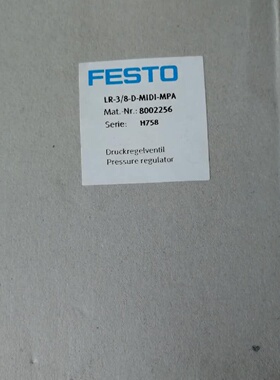 FESTO
LR-3/8-D-MIDI-MPA
Mat.-Nr.: 8002256
Serie: H758
Druckregelventil
Pressure regulator